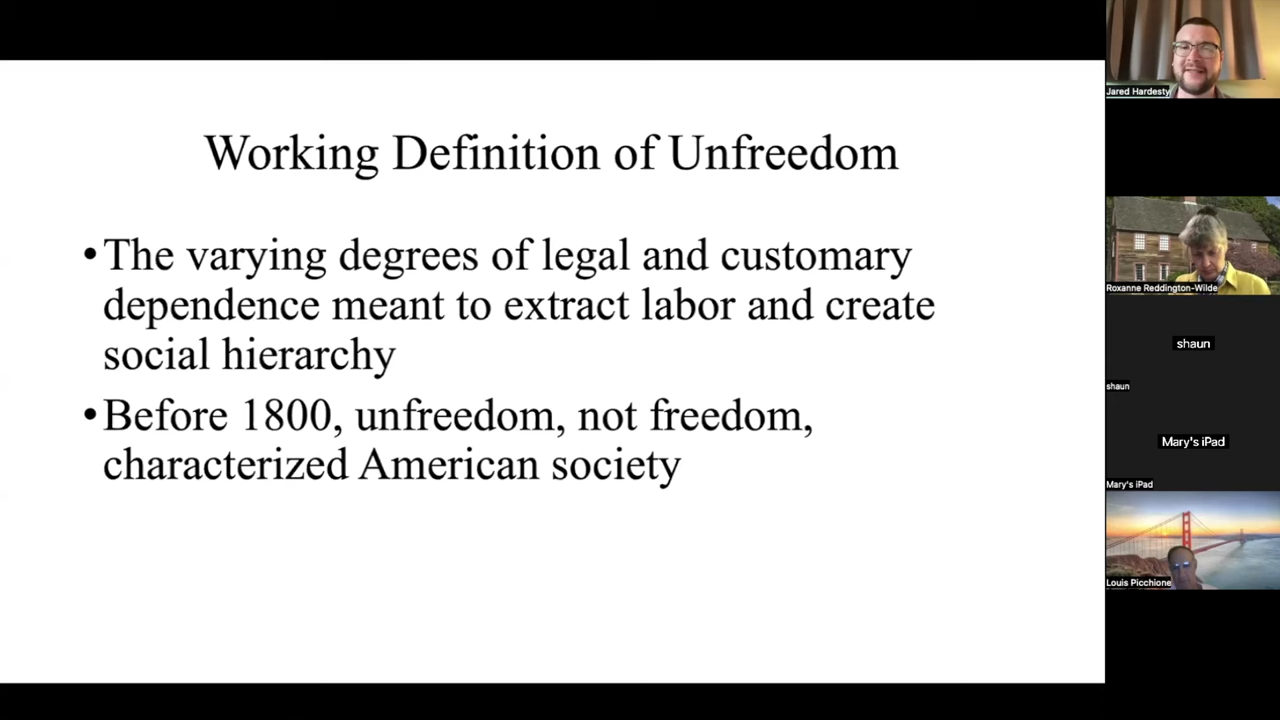 Working Definition of Unfreedom
•The varying degrees of legal and customary
dependence meant to extract labor and create
social hierarchy
•Before 1800, unfreedom, not freedom,
characterized American society
Jared Hardesty
Roxanne Reddington-Wilde
shaun
shaun
Mary's iPad
Mary's iPad
Louis Picchione